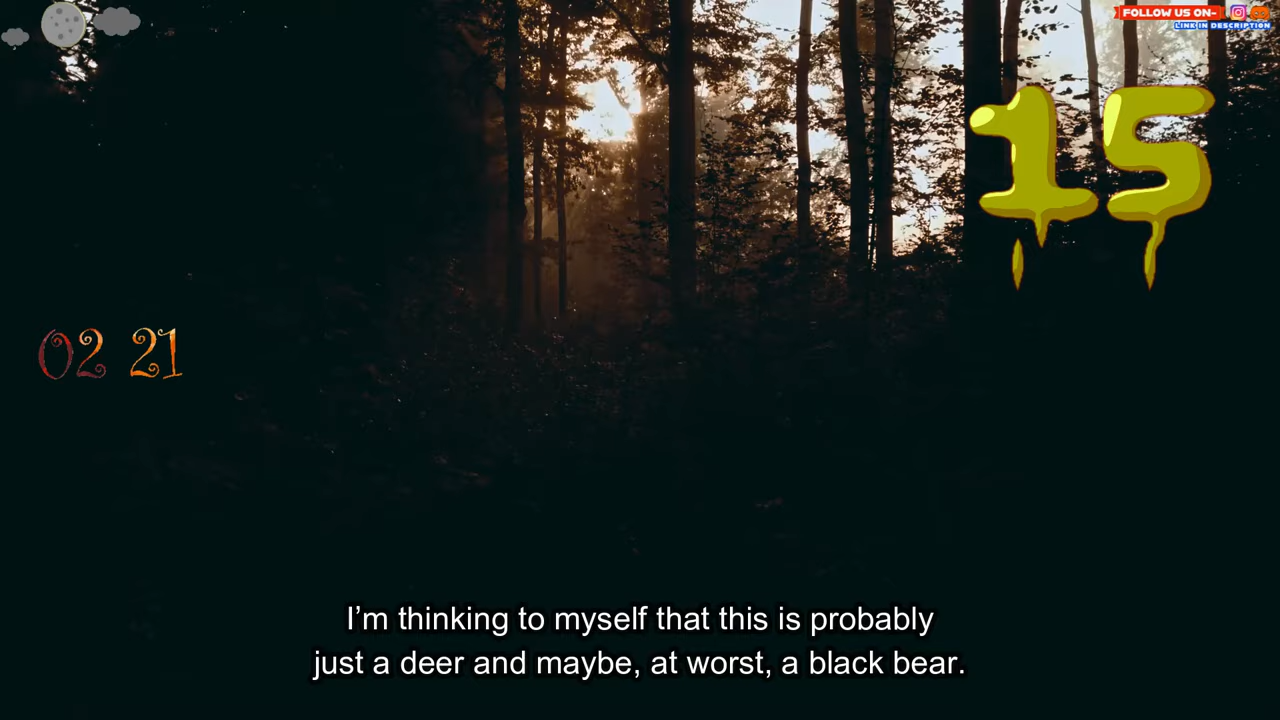 FOLLOW US ON-
LINK IN DESCRIPTION
15
02 21
I'm thinking to myself that this is probably
just a deer and maybe, at worst, a black bear.